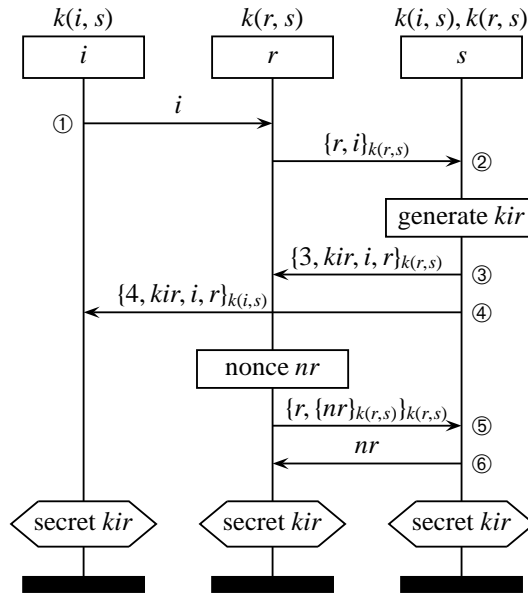 k(i, s) k(r, s) k(i, s), k(r, s)
i r s
① i
{r, i}k(r,s) ②
generate kir
{3, kir, i, r}k(r,s) ③
{4, kir, i, r}k(i,s) ④
nonce nr
{r, {nr}k(r,s)}k(r,s) ⑤
nr ⑥
secret kir secret kir secret kir